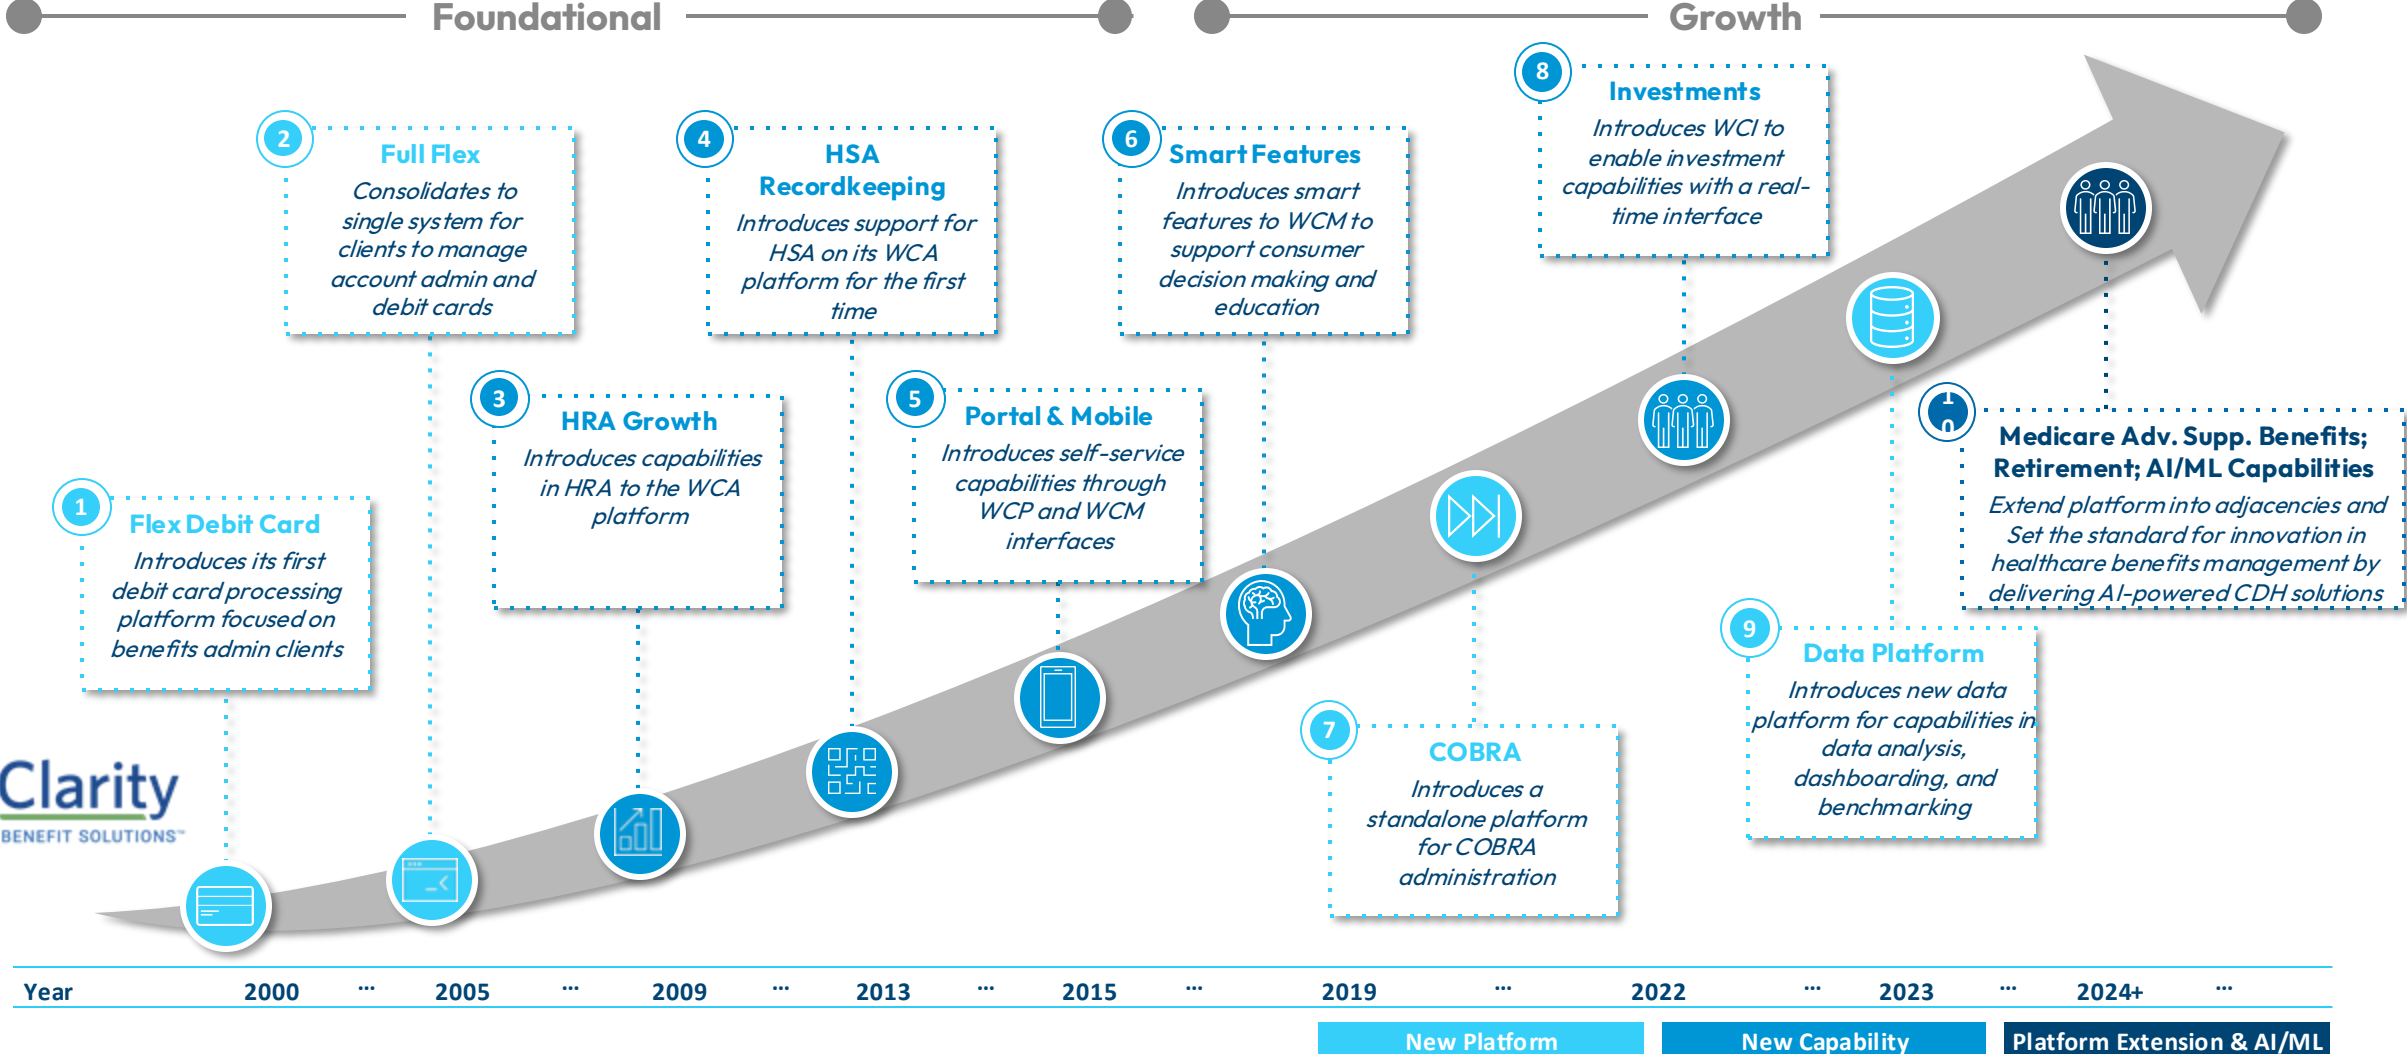 Foundational
Growth
1
Flex Debit Card
Introduces its first
debit card processing
platform focused on
benefits admin clients
2
Full Flex
Consolidates to
single system for
clients to manage
account admin and
debit cards
3
HRA Growth
Introduces capabilities
in HRA to the WCA
platform
4
HSA
Recordkeeping
Introduces support for
HSA on its WCA
platform for the first
time
5
Portal & Mobile
Introduces self-service
capabilities through
WCP and WCM
interfaces
6
Smart Features
Introduces smart
features to WCM to
support consumer
decision making and
education
7
COBRA
Introduces a
standalone platform
for COBRA
administration
8
Investments
Introduces WCI to
enable investment
capabilities with a real-
time interface
9
Data Platform
Introduces new data
platform for capabilities in
data analysis,
dashboarding, and
benchmarking
1
0
Medicare Adv. Supp. Benefits;
Retirement; AI/ML Capabilities
Extend platform into adjacencies and
Set the standard for innovation in
healthcare benefits management by
delivering AI-powered CDH solutions
Clarity
BENEFIT SOLUTIONS™
Year 2000 ... 2005 ... 2009 ... 2013 ... 2015 ... 2019 ... 2022 ... 2023 ... 2024+ ...
New Platform
New Capability
Platform Extension & AI/ML